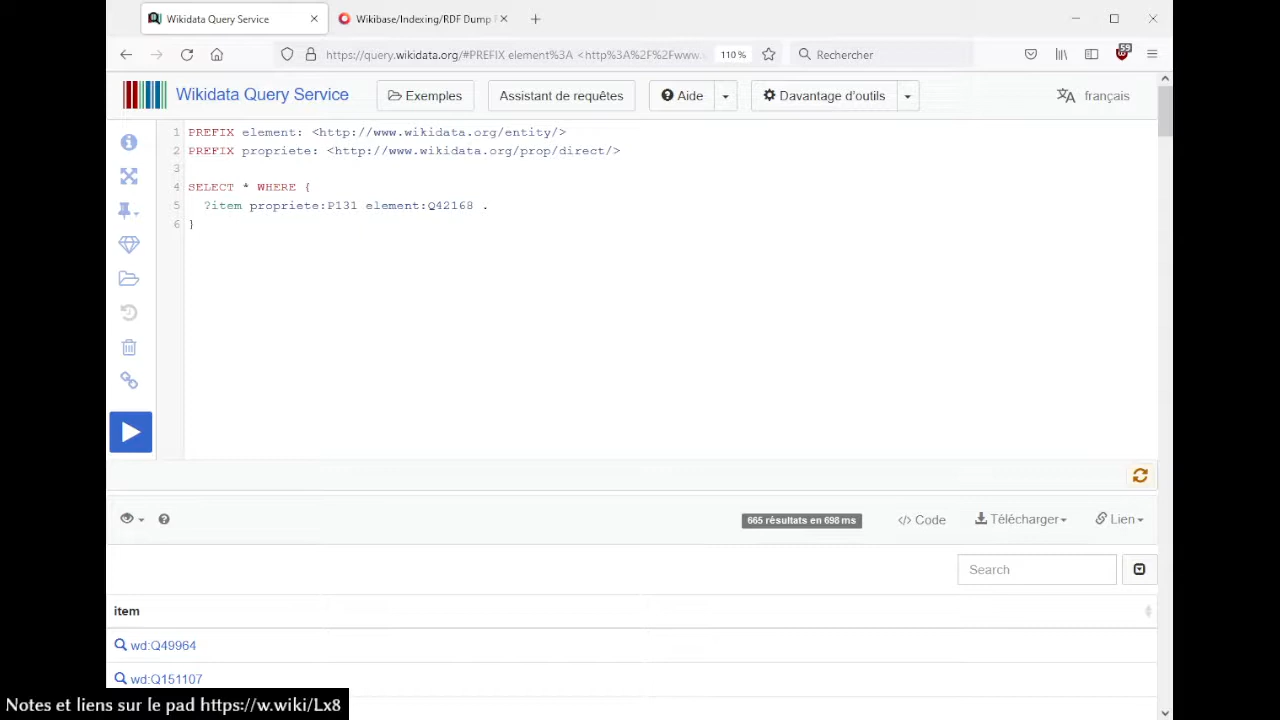 Wikidata Query Service
Wikibase/Indexing/RDF Dump F
https://query.wikidata.org/#PREFIX element%3A <http%3A%2F%2Fwww.w
110%
Rechercher
59
Wikidata Query Service
Exemples
Assistant de requêtes
Aide
Davantage d'outils
français
1 PREFIX element: <http://www.wikidata.org/entity/>
2 PREFIX propriete: <http://www.wikidata.org/prop/direct/>
3
4 SELECT * WHERE {
5 ?item propriete:P131 element:Q42168 .
6 }
665 résultats en 698 ms
</> Code
Télécharger
Lien
Search
item
wd:Q49964
wd:Q151107
Notes et liens sur le pad https://w.wiki/Lx8